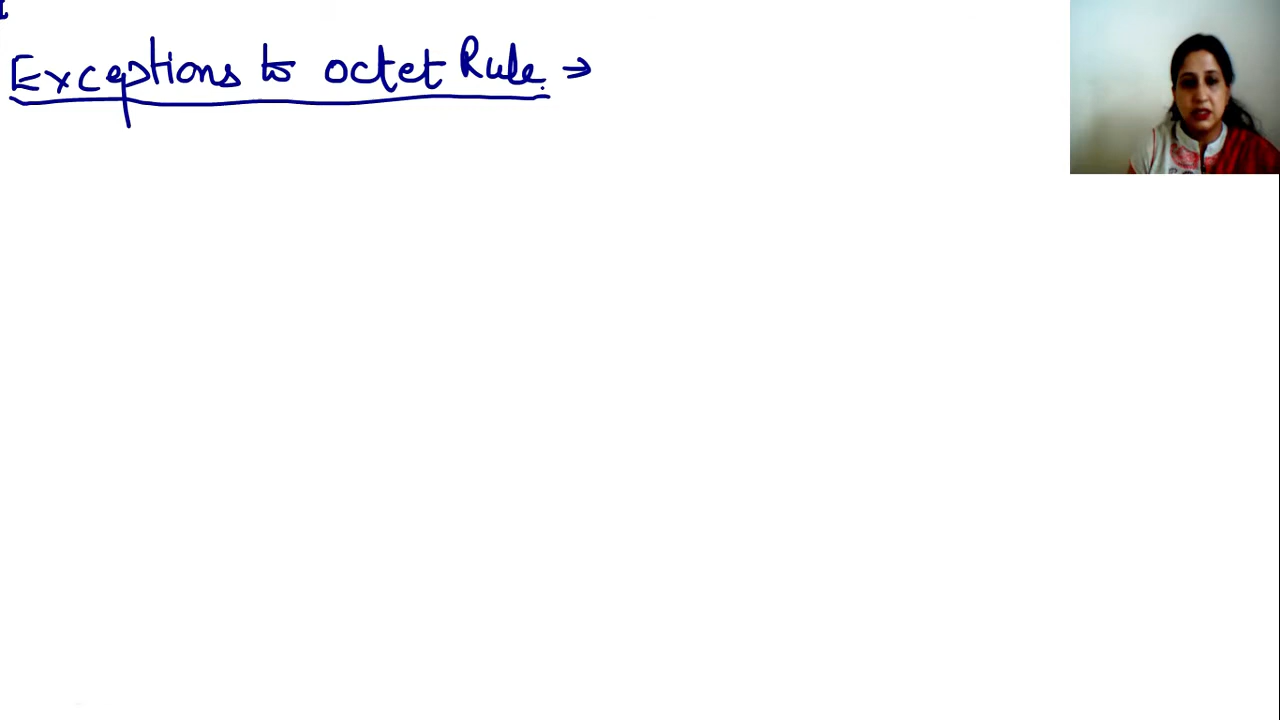 Exceptions to octet Rule. →